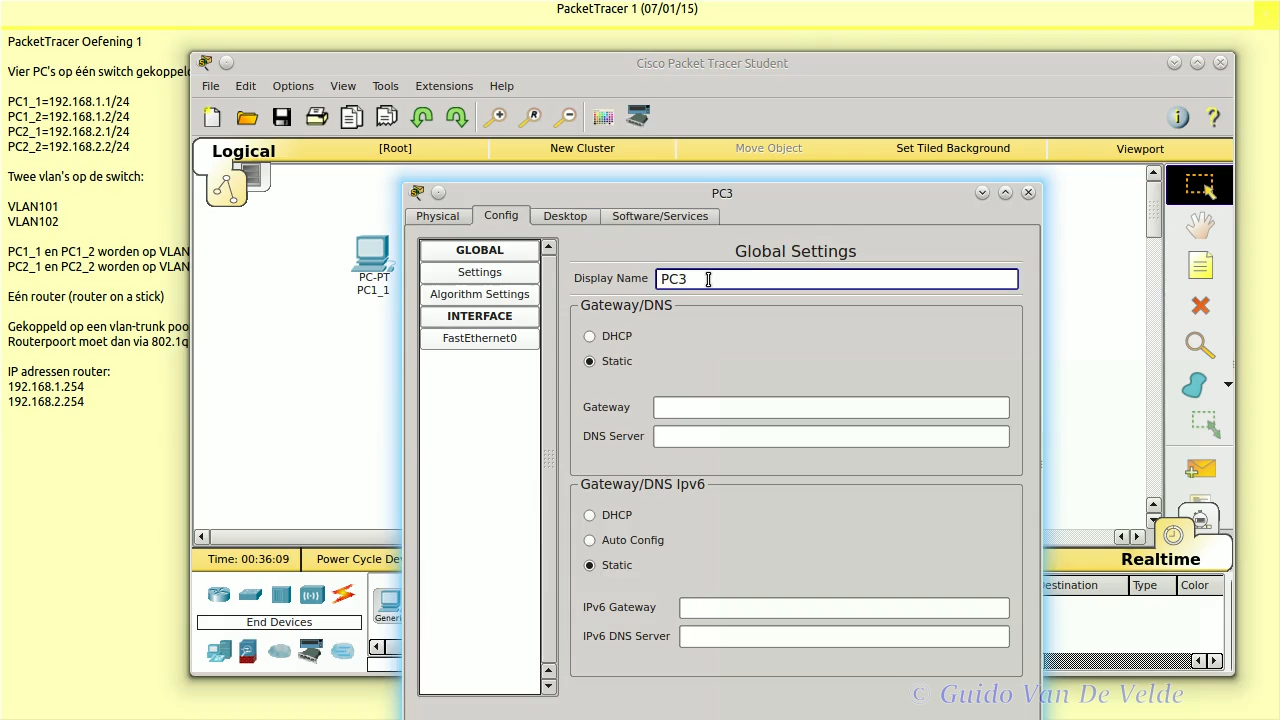 PacketTracer 1 (07/01/15)
PacketTracer Oefening 1
Vier PC's op één switch gekoppeld
PC1_1=192.168.1.1/24
PC1_2=192.168.1.2/24
PC2_1=192.168.2.1/24
PC2_2=192.168.2.2/24
Twee vlan's op de switch:
VLAN101
VLAN102
PC1_1 en PC1_2 worden op VLAN
PC2_1 en PC2_2 worden op VLAN
Eén router (router on a stick)
Gekoppeld op een vlan-trunk poo
Routerpoort moet dan via 802.1q
IP adressen router:
192.168.1.254
192.168.2.254
Cisco Packet Tracer Student
File Edit Options View Tools Extensions Help
Logical [Root] New Cluster Move Object Set Tiled Background Viewport
PC-PT
PC1_1
PC3
Physical Config Desktop Software/Services
GLOBAL
Settings
Algorithm Settings
INTERFACE
FastEthernet0
Global Settings
Display Name PC3
Gateway/DNS
DHCP
Static
Gateway
DNS Server
Gateway/DNS Ipv6
DHCP
Auto Config
Static
IPv6 Gateway
IPv6 DNS Server
Time: 00:36:09 Power Cycle De
Realtime
End Devices
Generi
Destination Type Color
© Guido Van De Velde